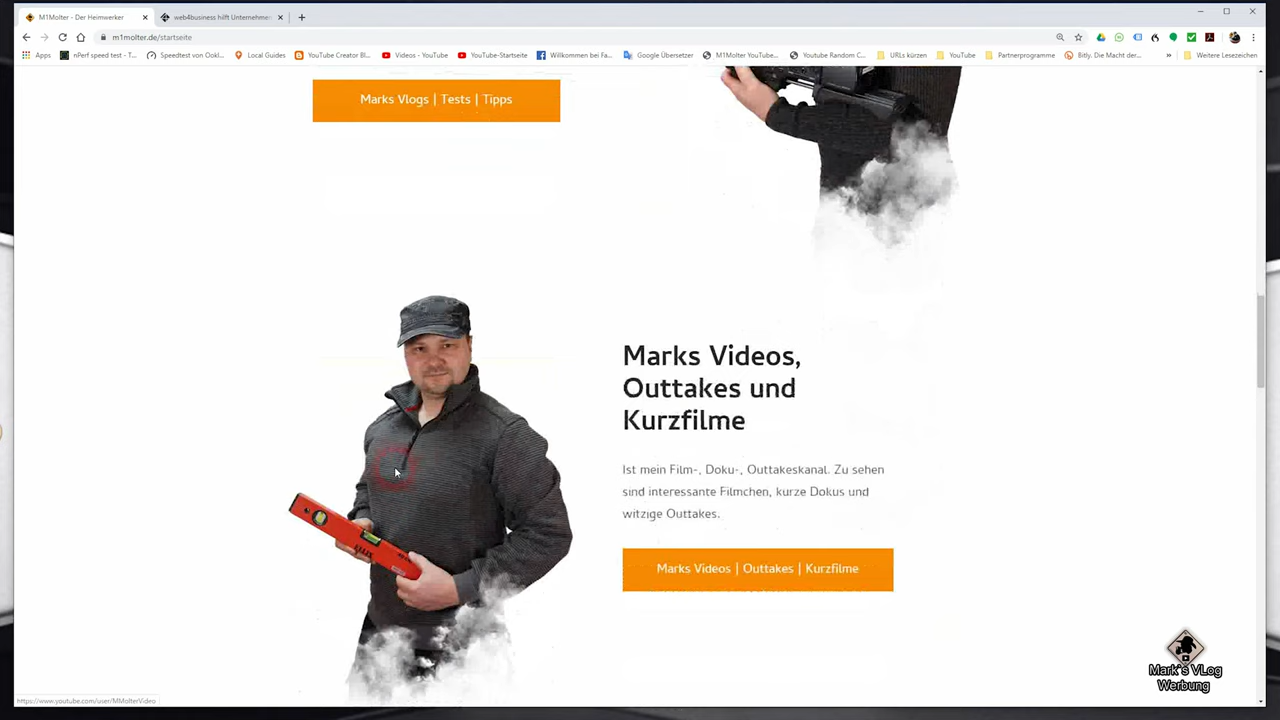 M1Molter - Der Heimwerker
web4business hilft Unternehmen
m1molter.de/startseite
Apps
nPerf speed test - T...
Speedtest von Ookl...
Local Guides
YouTube Creator Bl...
Videos - YouTube
YouTube-Startseite
Willkommen bei Fa...
Google Übersetzer
M1Molter YouTube...
Youtube Random C...
URLs kürzen
YouTube
Partnerprogramme
Bitly. Die Macht der...
Weitere Lesezeichen
Marks Vlogs | Tests | Tipps
Marks Videos,
Outtakes und
Kurzfilme
Ist mein Film-, Doku-, Outtakeskanal. Zu sehen
sind interessante Filmchen, kurze Dokus und
witzige Outtakes.
Marks Videos | Outtakes | Kurzfilme
Mark's VLog
Werbung
https://www.youtube.com/user/MMolterVideo